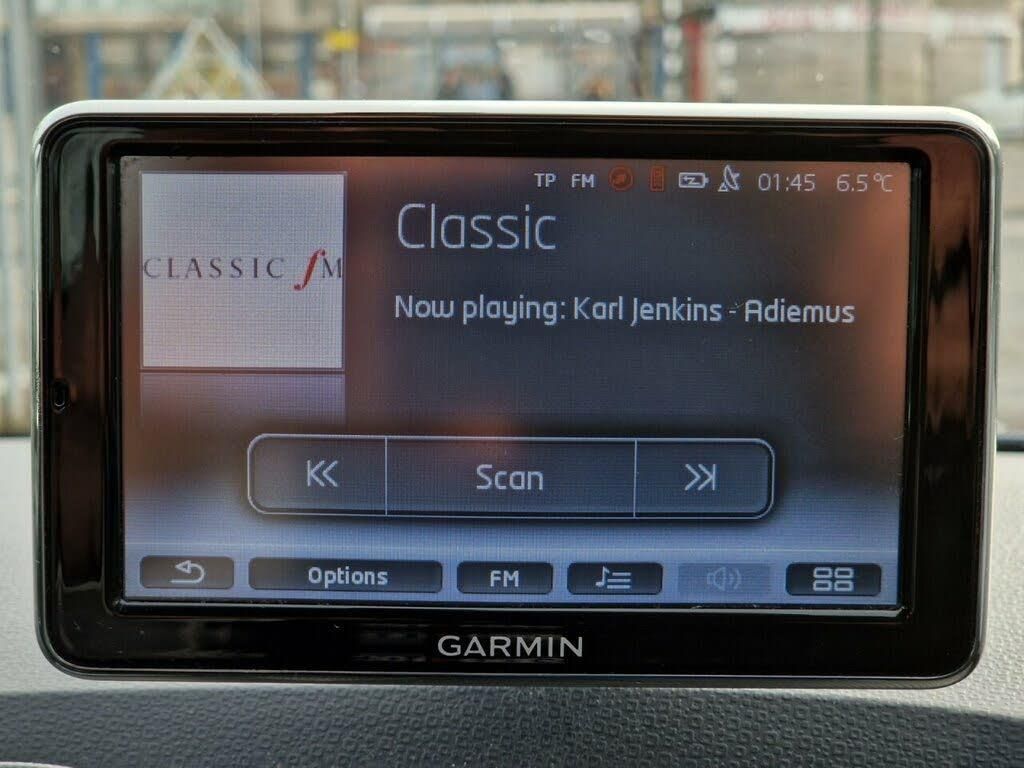 TP FM 01:45 6.5°C
CLASSIC fM
Classic
Now playing: Karl Jenkins - Adiemus
Scan
Options FM
GARMIN